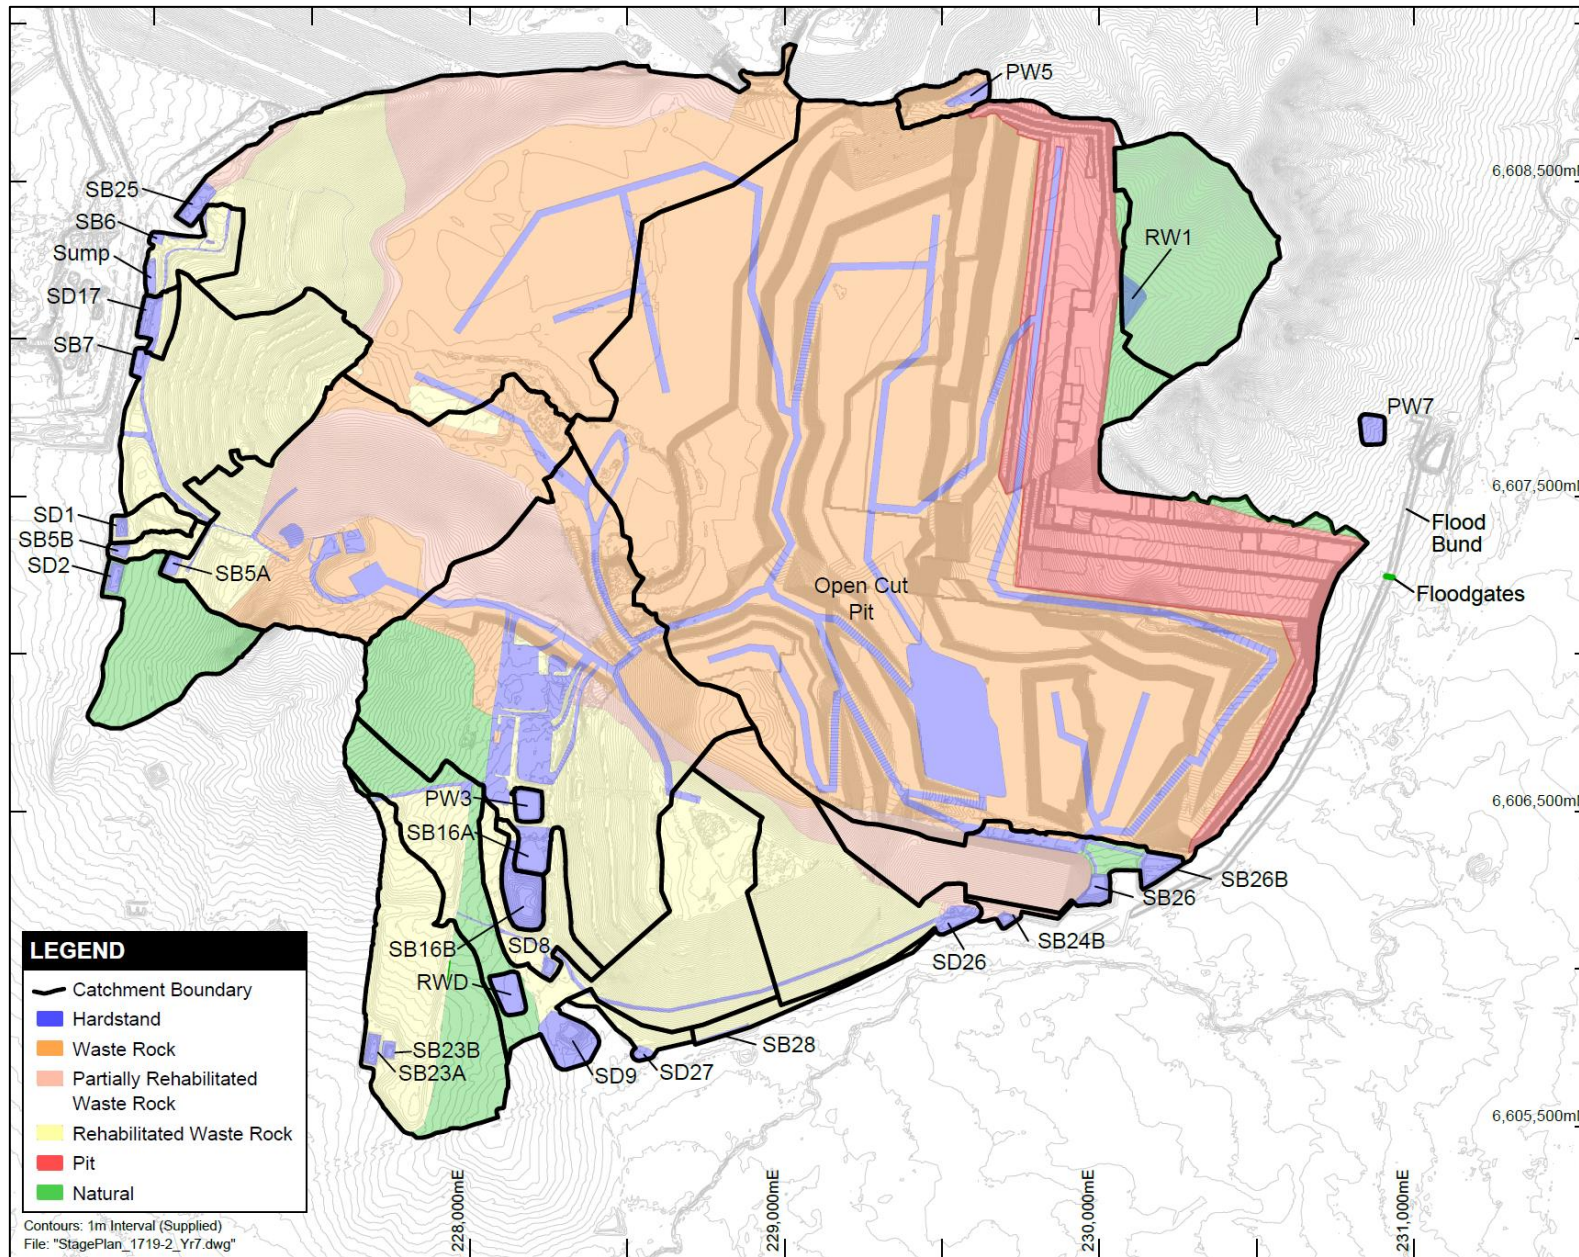 PW5
6,608,500mN
SB25
SB6
Sump
RW1
SD17
SB7
PW7
6,607,500mN
SD1
Flood
Bund
SB5B
SD2
SB5A
Open Cut
Pit
Floodgates
PW3
6,606,500mN
SB16A
SB26B
SB26
SB16B
SD8
SB24B
SD26
RWD
SB28
SB23B
SB23A
SD9
SD27
6,605,500mN
LEGEND
Catchment Boundary
Hardstand
Waste Rock
Partially Rehabilitated
Waste Rock
Rehabilitated Waste Rock
Pit
Natural
228,000mE
229,000mE
230,000mE
231,000mE
Contours: 1m Interval (Supplied)
File: "StagePlan_1719-2_Yr7.dwg"